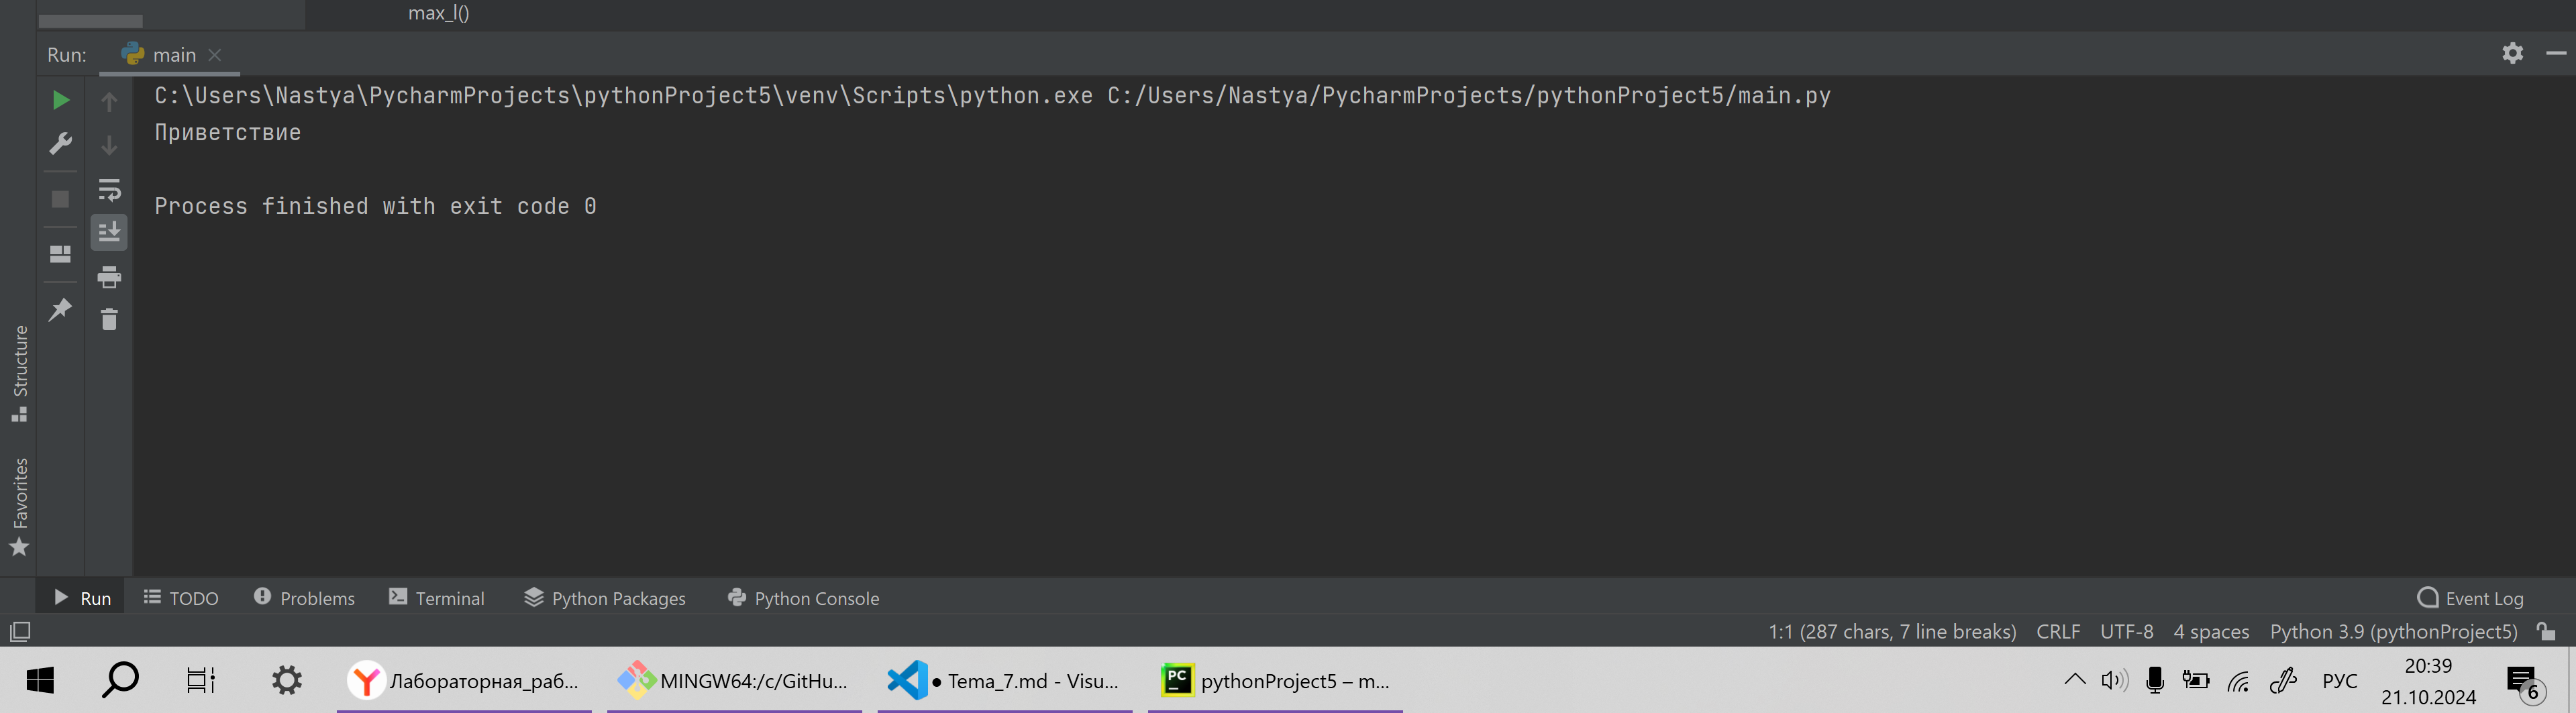 max_l()
Run: main
C:\Users\Nastya\PycharmProjects\pythonProject5\venv\Scripts\python.exe C:/Users/Nastya/PycharmProjects/pythonProject5/main.py
Приветствие
Process finished with exit code 0
Structure
Favorites
Run TODO Problems Terminal Python Packages Python Console Event Log
1:1 (287 chars, 7 line breaks) CRLF UTF-8 4 spaces Python 3.9 (pythonProject5)
Лабораторная_раб... MINGW64:/c/GitHu... ● Tema_7.md - Visu... PC pythonProject5 – m... РУС 20:39
21.10.2024 6